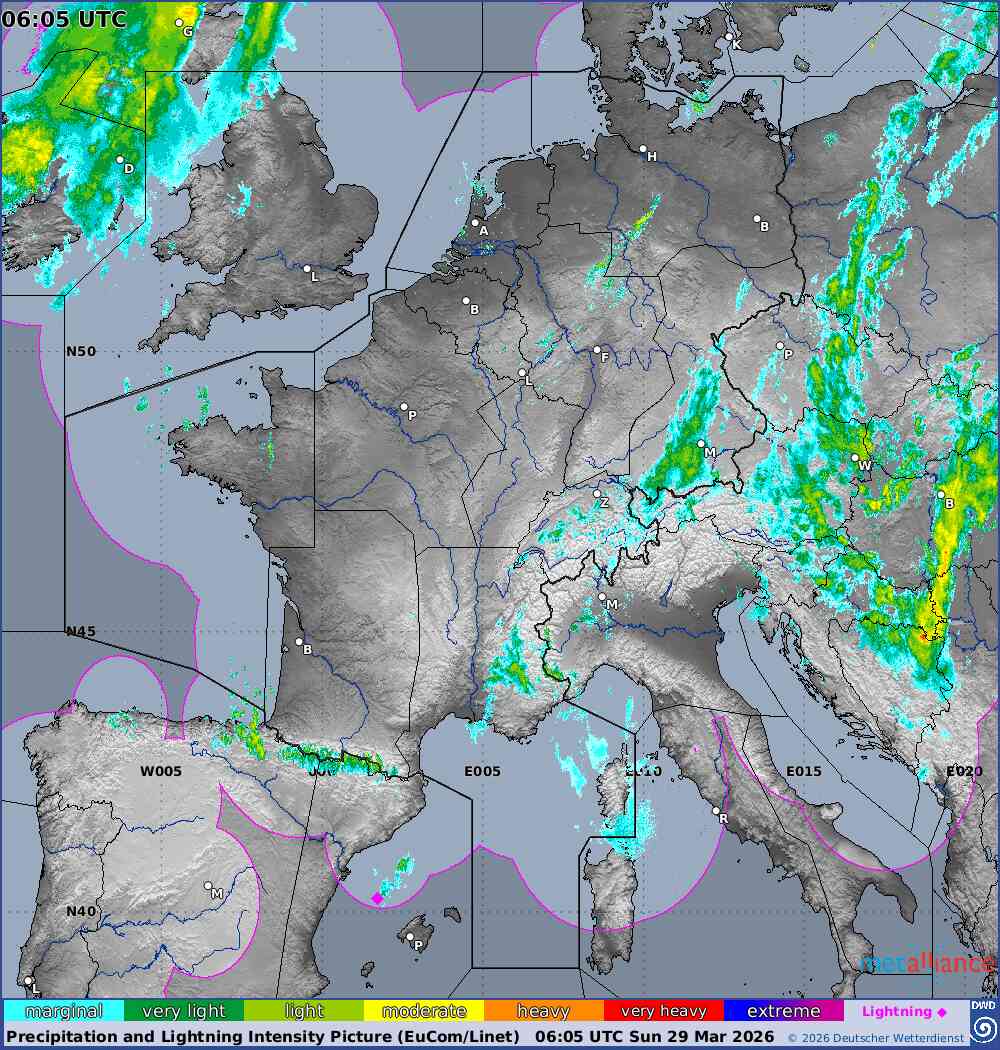 06:05 UTC
G
K
D
H
A
B
L
B
N50
F
P
L
P
M
W
Z
B
M
N45
B
W005
E005
E010
E015
E020
R
M
N40
P
L
metalliance
marginal very light light moderate heavy very heavy extreme Lightning ◆ DWD
Precipitation and Lightning Intensity Picture (EuCom/Linet) 06:05 UTC Sun 29 Mar 2026 © 2026 Deutscher Wetterdienst